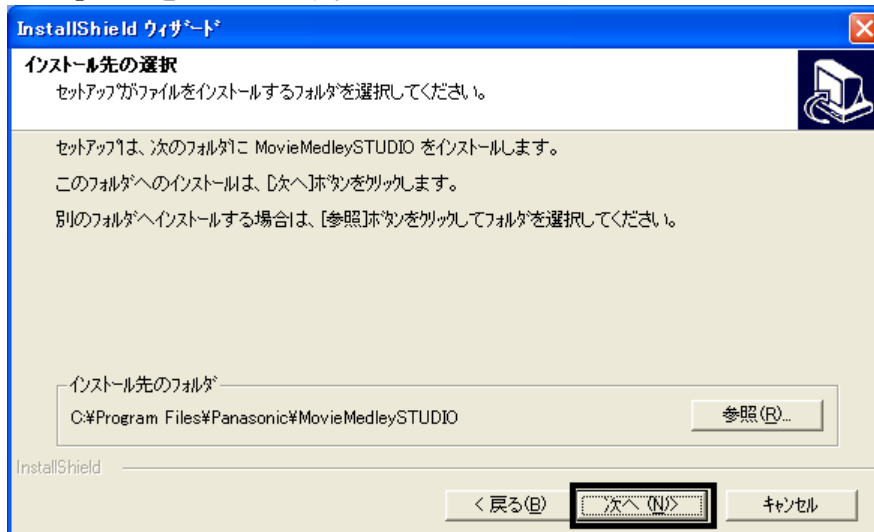 InstallShield ウィザード
インストール先の選択
セットアップがファイルをインストールするフォルダを選択してください。
セットアップは、次のフォルダに MovieMedleySTUDIO をインストールします。
このフォルダへのインストールは、[次へ]ボタンをクリックします。
別のフォルダへインストールする場合は、[参照]ボタンをクリックしてフォルダを選択してください。
インストール先のフォルダ
C:¥Program Files¥Panasonic¥MovieMedleySTUDIO
参照(R)...
InstallShield
< 戻る(B) 次へ (N)> キャンセル